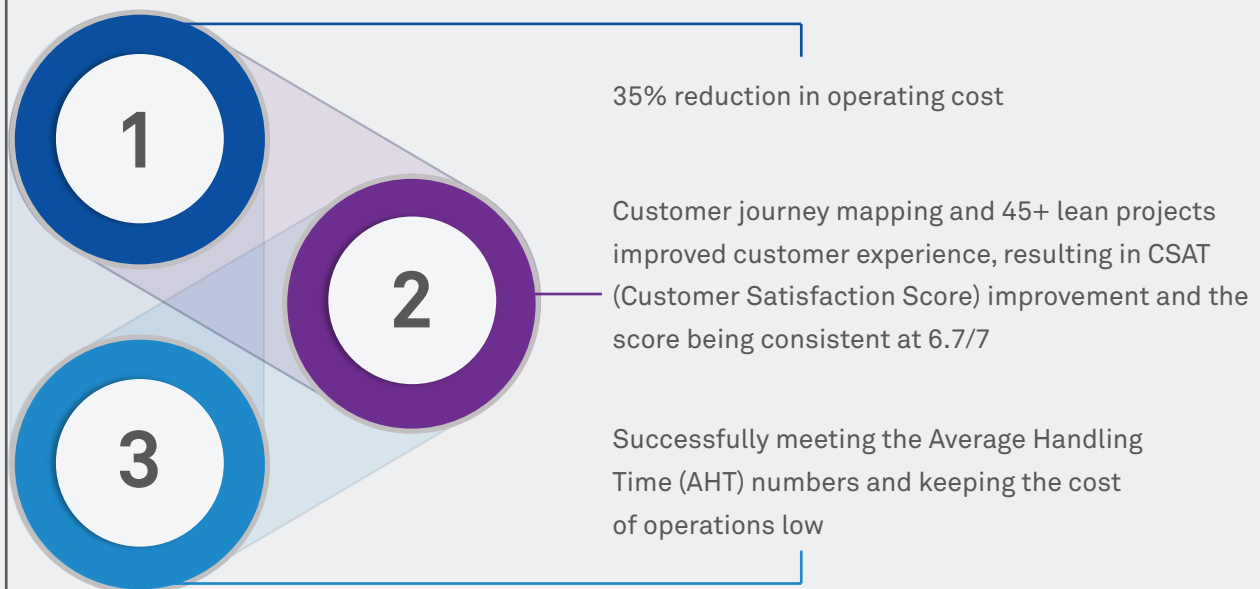 1
35% reduction in operating cost
2
Customer journey mapping and 45+ lean projects
improved customer experience, resulting in CSAT
(Customer Satisfaction Score) improvement and the
score being consistent at 6.7/7
3
Successfully meeting the Average Handling
Time (AHT) numbers and keeping the cost
of operations low